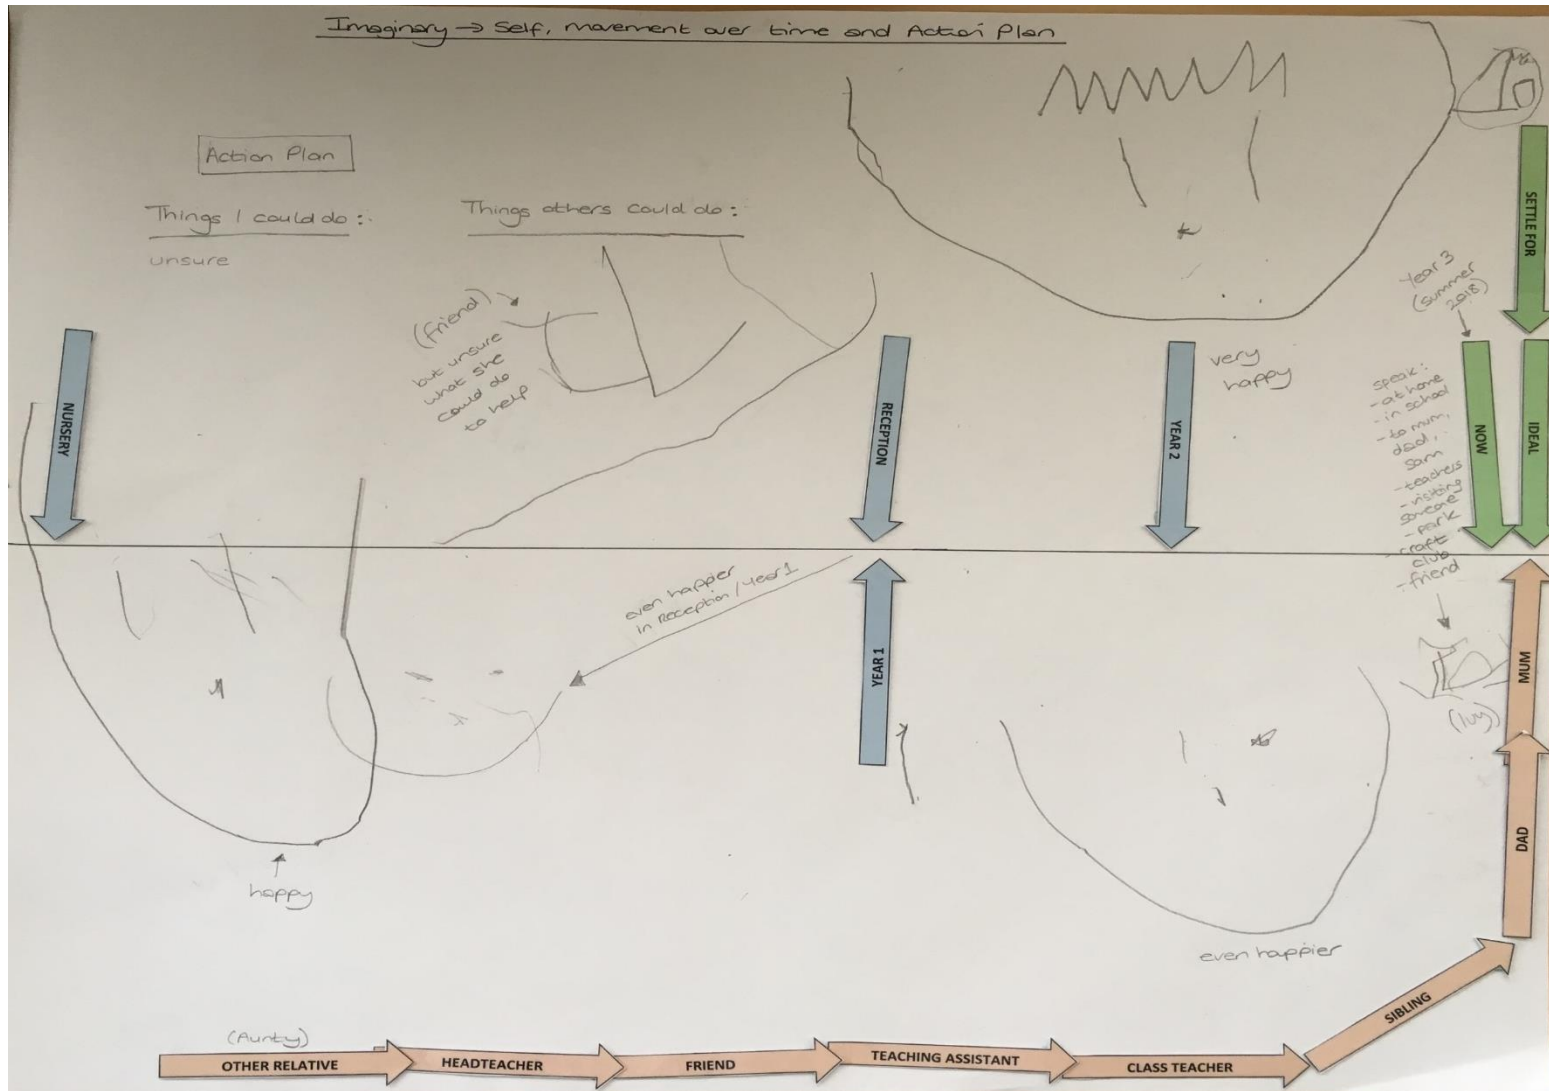 Imaginary → Self, movement over time and Action Plan
Action Plan
Things I could do:
unsure
Things others could do:
(friend)
but unsure
what she
could do
to help
SETTLE FOR
Year 3
(Summer
2018)
NURSERY
RECEPTION
YEAR 2
very
happy
speak:
- at home
- in school
- to mum,
dad,
Sam
- teachers
- visiting
someone
- park
- craft
club
- friend
NOW
IDEAL
even happier
in Reception / Year 1
YEAR 1
MUM
(Ivy)
DAD
happy
even happier
SIBLING
(Aunty)
OTHER RELATIVE
HEADTEACHER
FRIEND
TEACHING ASSISTANT
CLASS TEACHER